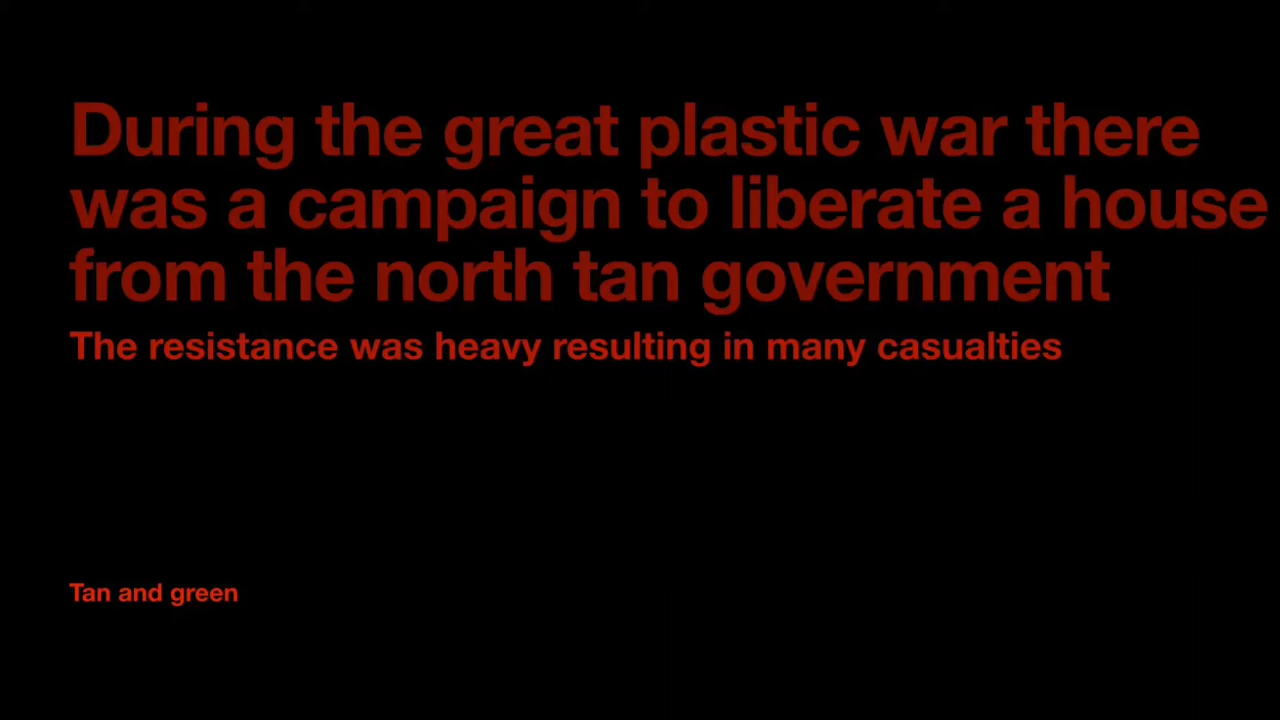 During the great plastic war there
was a campaign to liberate a house
from the north tan government
The resistance was heavy resulting in many casualties
Tan and green